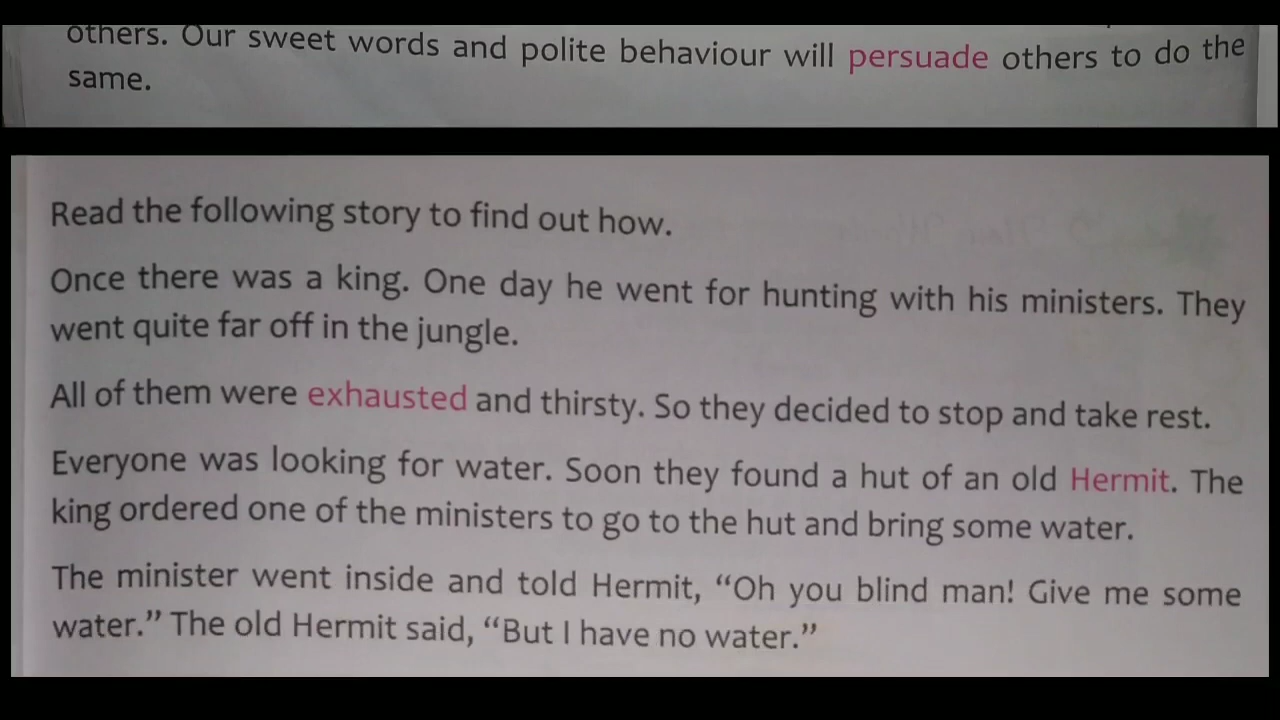 others. Our sweet words and polite behaviour will persuade others to do the
same.
Read the following story to find out how.
Once there was a king. One day he went for hunting with his ministers. They
went quite far off in the jungle.
All of them were exhausted and thirsty. So they decided to stop and take rest.
Everyone was looking for water. Soon they found a hut of an old Hermit. The
king ordered one of the ministers to go to the hut and bring some water.
The minister went inside and told Hermit, “Oh you blind man! Give me some
water.” The old Hermit said, “But I have no water.”